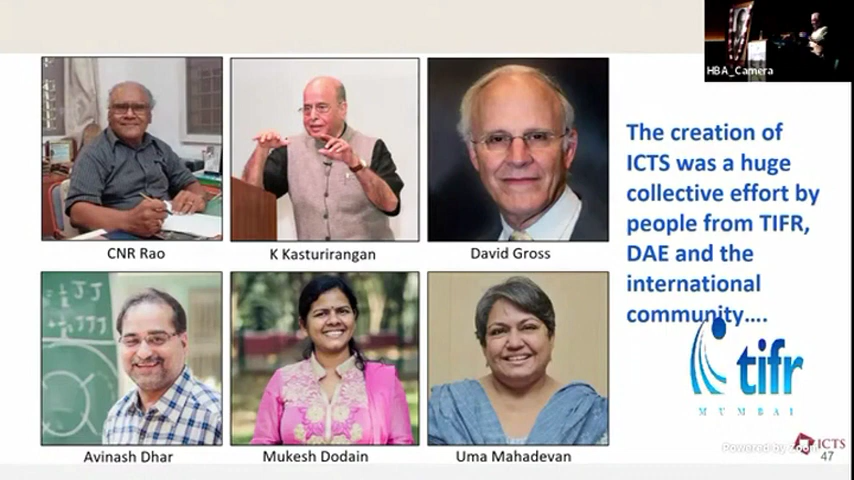 HBA_Camera
The creation of
ICTS was a huge
collective effort by
people from TIFR,
DAE and the
international
community....
CNR Rao
K Kasturirangan
David Gross
tifr
MUMBAI
Avinash Dhar
Mukesh Dodain
Uma Mahadevan
Powered by Zoom
ICTS
47